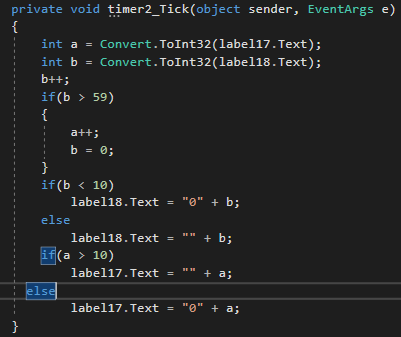 private void timer2_Tick(object sender, EventArgs e)
{
    int a = Convert.ToInt32(label17.Text);
    int b = Convert.ToInt32(label18.Text);
    b++;
    if(b > 59)
    {
        a++;
        b = 0;
    }
    if(b < 10)
        label18.Text = "0" + b;
    else
        label18.Text = "" + b;
    if(a > 10)
        label17.Text = "" + a;
  else
        label17.Text = "0" + a;
}